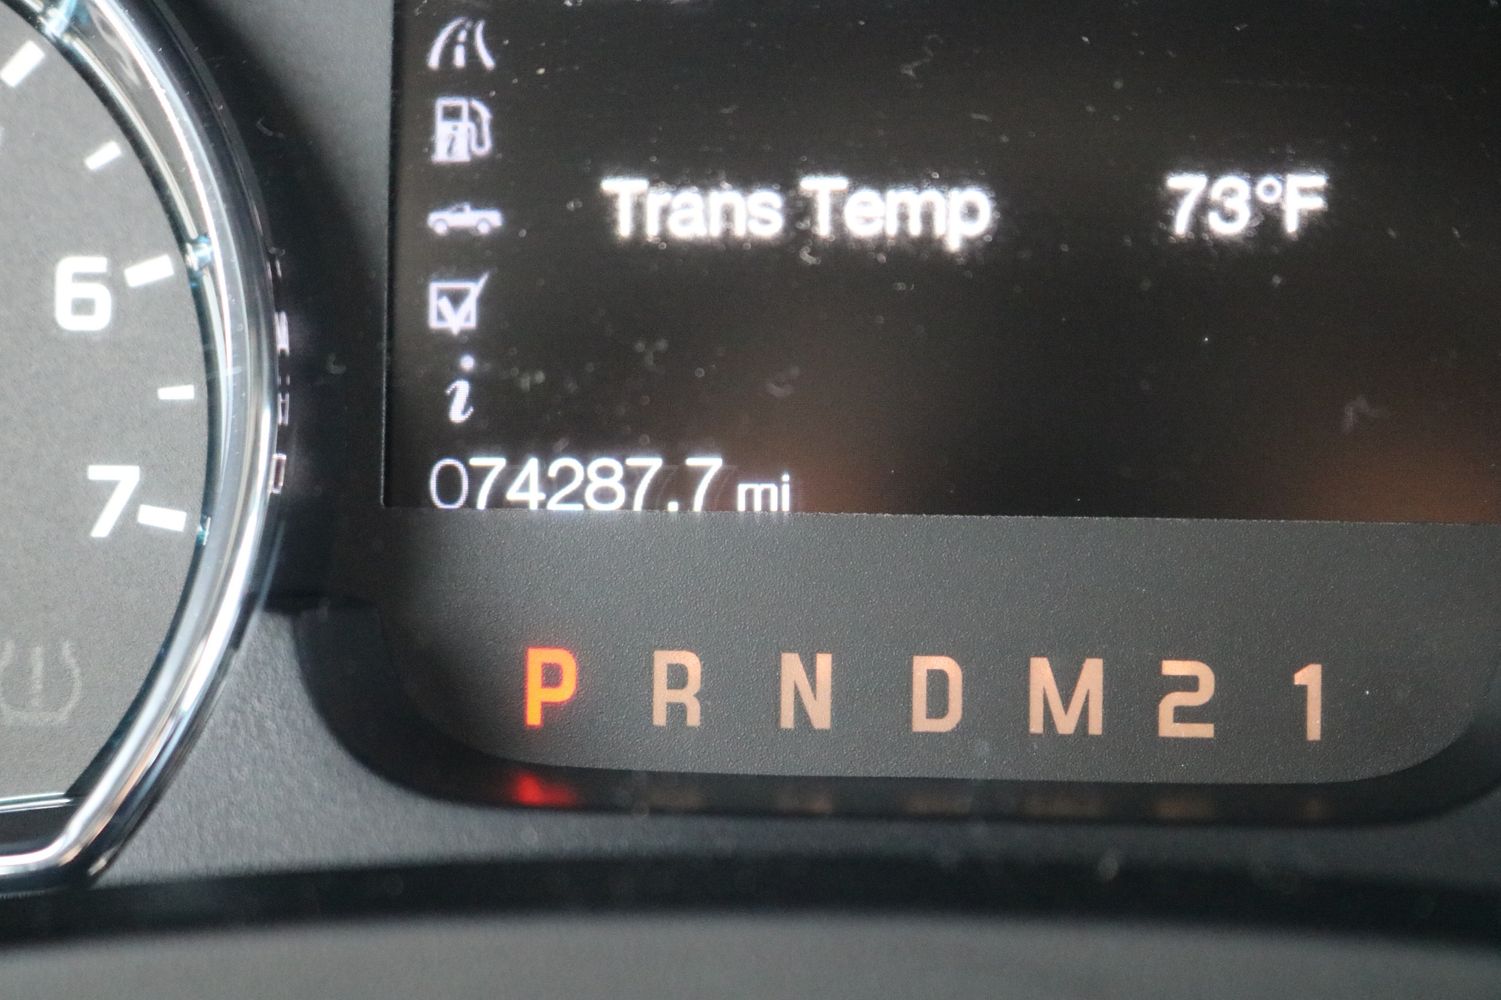 Trans Temp 73°F
6
7
074287.7 mi
P R N D M 2 1